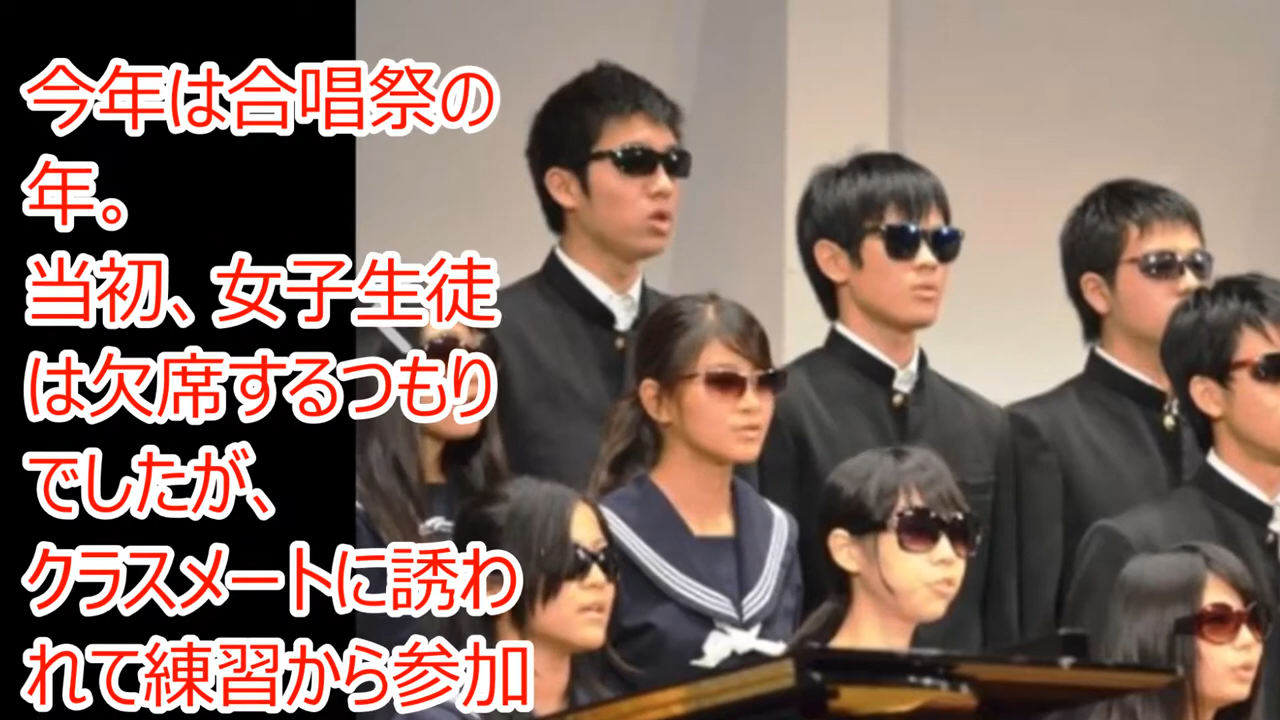 今年は合唱祭の
年。
当初、女子生徒
は欠席するつもり
でしたが、
クラスメートに誘わ
れて練習から参加